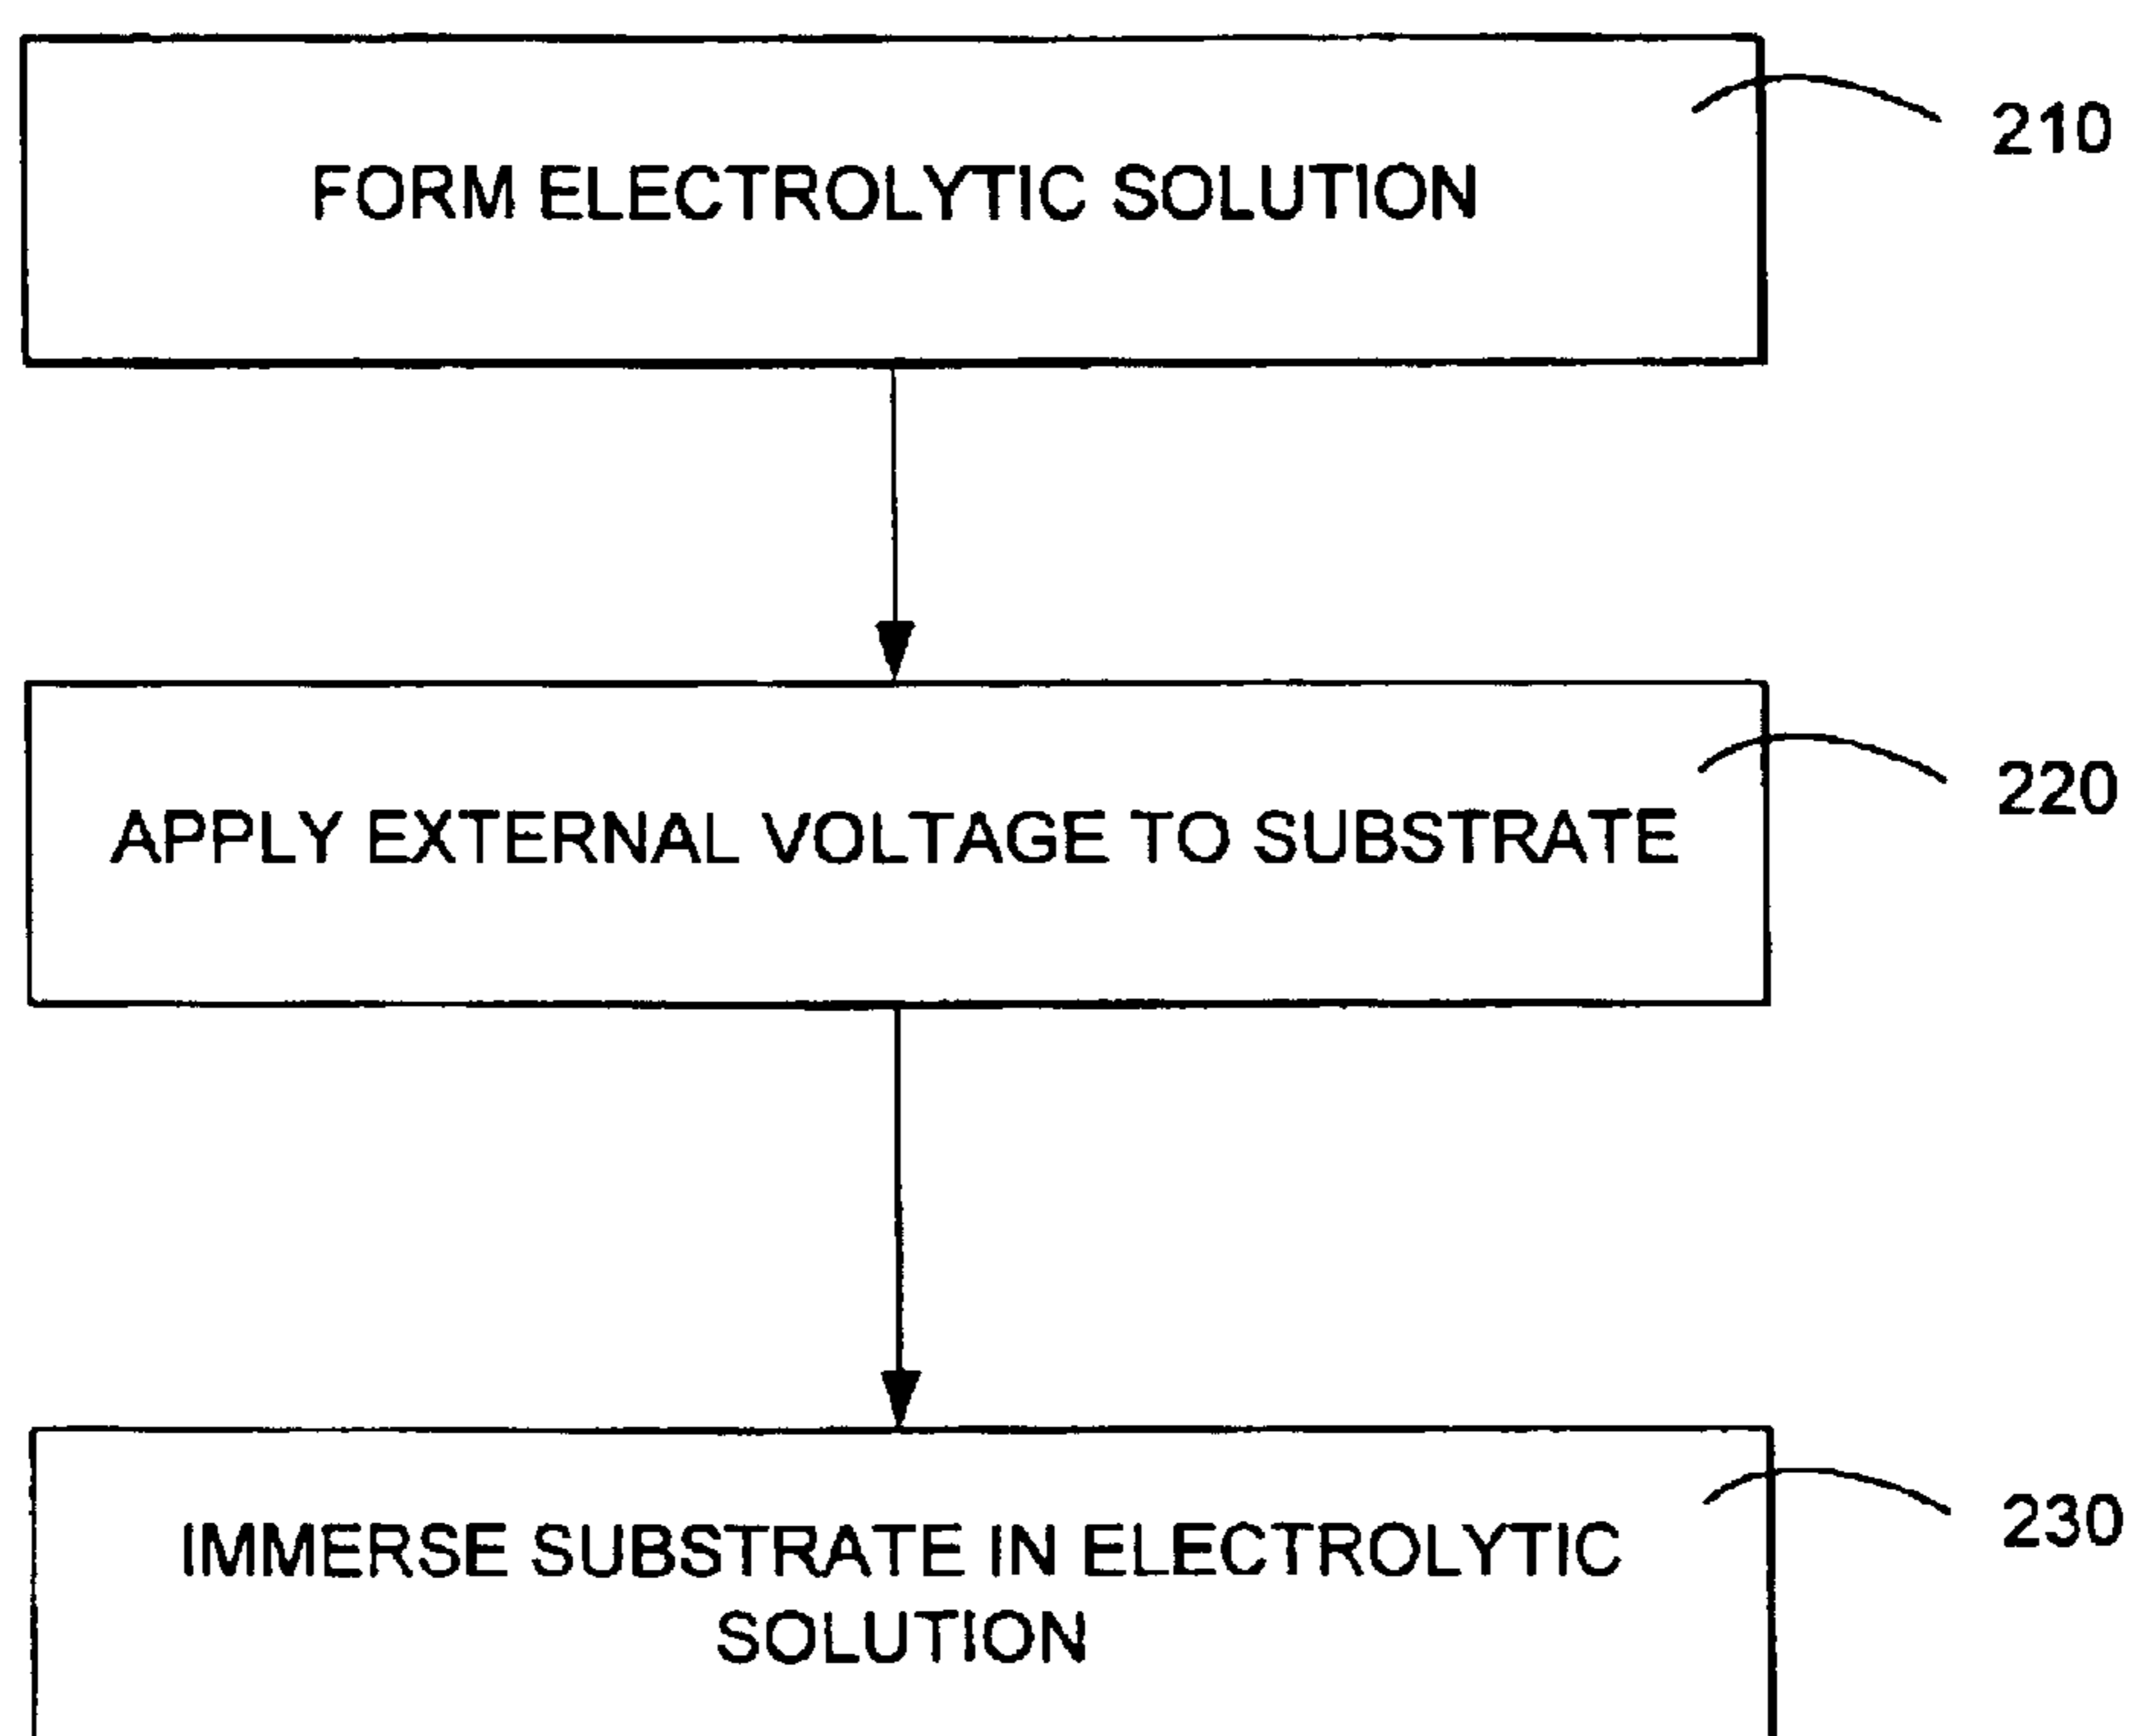 FORM ELECTROLYTIC SOLUTION
210
APPLY EXTERNAL VOLTAGE TO SUBSTRATE
220
IMMERSE SUBSTRATE IN ELECTROLYTIC
SOLUTION
230